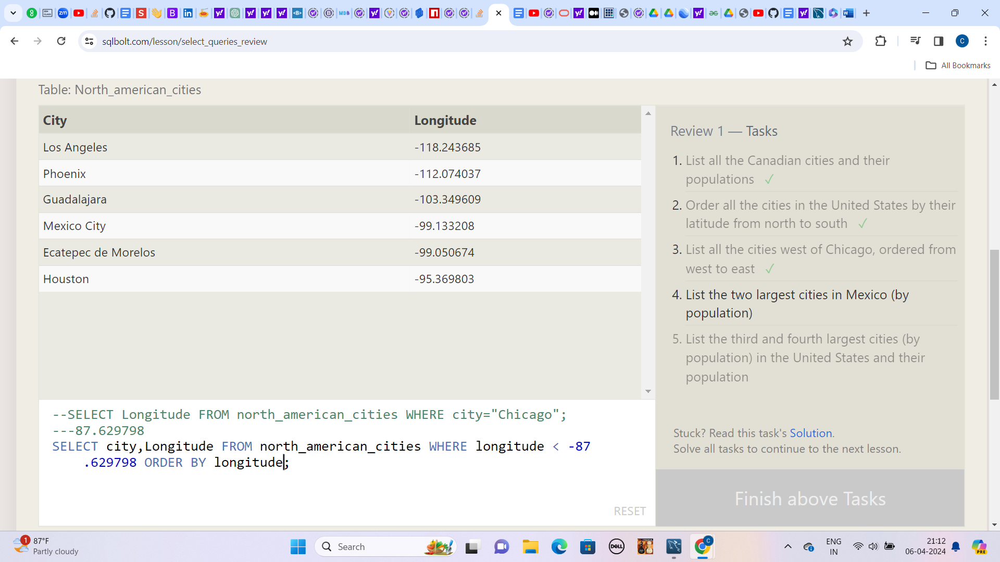 sqlbolt.com/lesson/select_queries_review
C
All Bookmarks
Table: North_american_cities
City Longitude
Los Angeles -118.243685
Phoenix -112.074037
Guadalajara -103.349609
Mexico City -99.133208
Ecatepec de Morelos -99.050674
Houston -95.369803
Review 1 — Tasks
1. List all the Canadian cities and their
populations ✓
2. Order all the cities in the United States by their
latitude from north to south ✓
3. List all the cities west of Chicago, ordered from
west to east ✓
4. List the two largest cities in Mexico (by
population)
5. List the third and fourth largest cities (by
population) in the United States and their
population
--SELECT Longitude FROM north_american_cities WHERE city="Chicago";
---87.629798
SELECT city,Longitude FROM north_american_cities WHERE longitude < -87
.629798 ORDER BY longitude;
RESET
Stuck? Read this task's Solution.
Solve all tasks to continue to the next lesson.
Finish above Tasks
1
87°F
Partly cloudy
Search
DELL
C
ENG
IN
21:12
06-04-2024
PRE